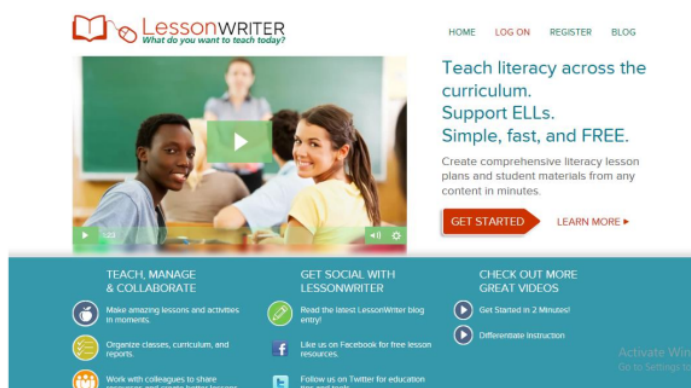 LESSONWRITER
What do you want to teach today?
HOME LOG ON REGISTER BLOG
Teach literacy across the
curriculum.
Support ELLs.
Simple, fast, and FREE.
Create comprehensive literacy lesson
plans and student materials from any
content in minutes.
GET STARTED LEARN MORE
TEACH, MANAGE
& COLLABORATE
Make amazing lessons and activities
in moments.
Organize classes, curriculum, and
reports.
Work with colleagues to share
GET SOCIAL WITH
LESSONWRITER
Read the latest LessonWriter blog
entry!
Like us on Facebook for free lesson
resources.
Follow us on Twitter for education
CHECK OUT MORE
GREAT VIDEOS
Get Started in 2 Minutes!
Differentiate Instruction
Activate Win
Go to Settings to